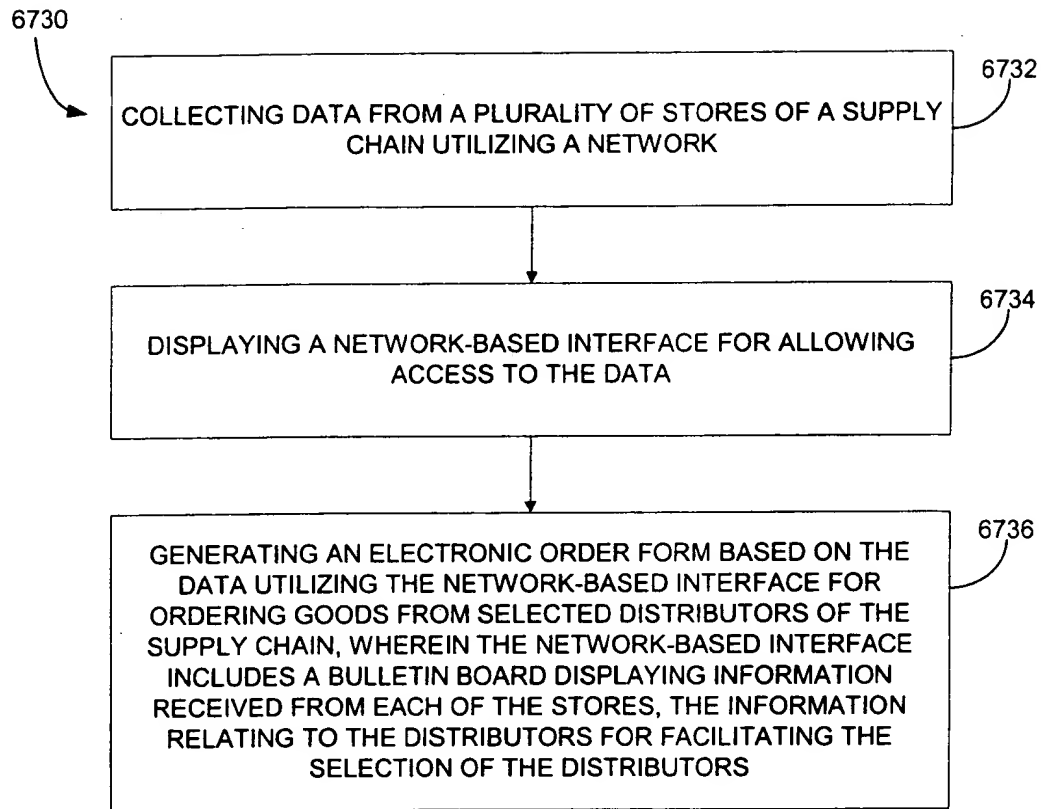 6730
6732
COLLECTING DATA FROM A PLURALITY OF STORES OF A SUPPLY
CHAIN UTILIZING A NETWORK
6734
DISPLAYING A NETWORK-BASED INTERFACE FOR ALLOWING
ACCESS TO THE DATA
6736
GENERATING AN ELECTRONIC ORDER FORM BASED ON THE
DATA UTILIZING THE NETWORK-BASED INTERFACE FOR
ORDERING GOODS FROM SELECTED DISTRIBUTORS OF THE
SUPPLY CHAIN, WHEREIN THE NETWORK-BASED INTERFACE
INCLUDES A BULLETIN BOARD DISPLAYING INFORMATION
RECEIVED FROM EACH OF THE STORES, THE INFORMATION
RELATING TO THE DISTRIBUTORS FOR FACILITATING THE
SELECTION OF THE DISTRIBUTORS